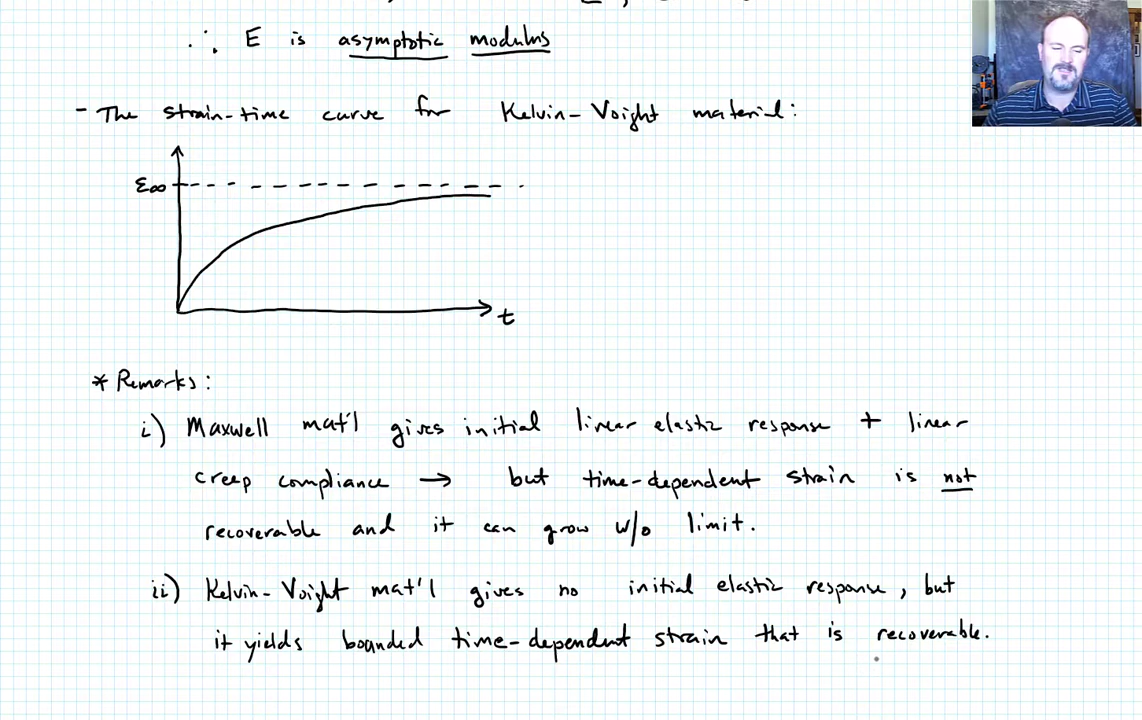 ∴ E is asymptotic modulus
- The strain-time curve for Kelvin-Voight material:
ε∞
t
* Remarks:
i) Maxwell mat'l gives initial linear elastic response + linear
creep compliance → but time-dependent strain is not
recoverable and it can grow w/o limit.
ii) Kelvin-Voight mat'l gives no initial elastic response, but
it yields bounded time-dependent strain that is recoverable.